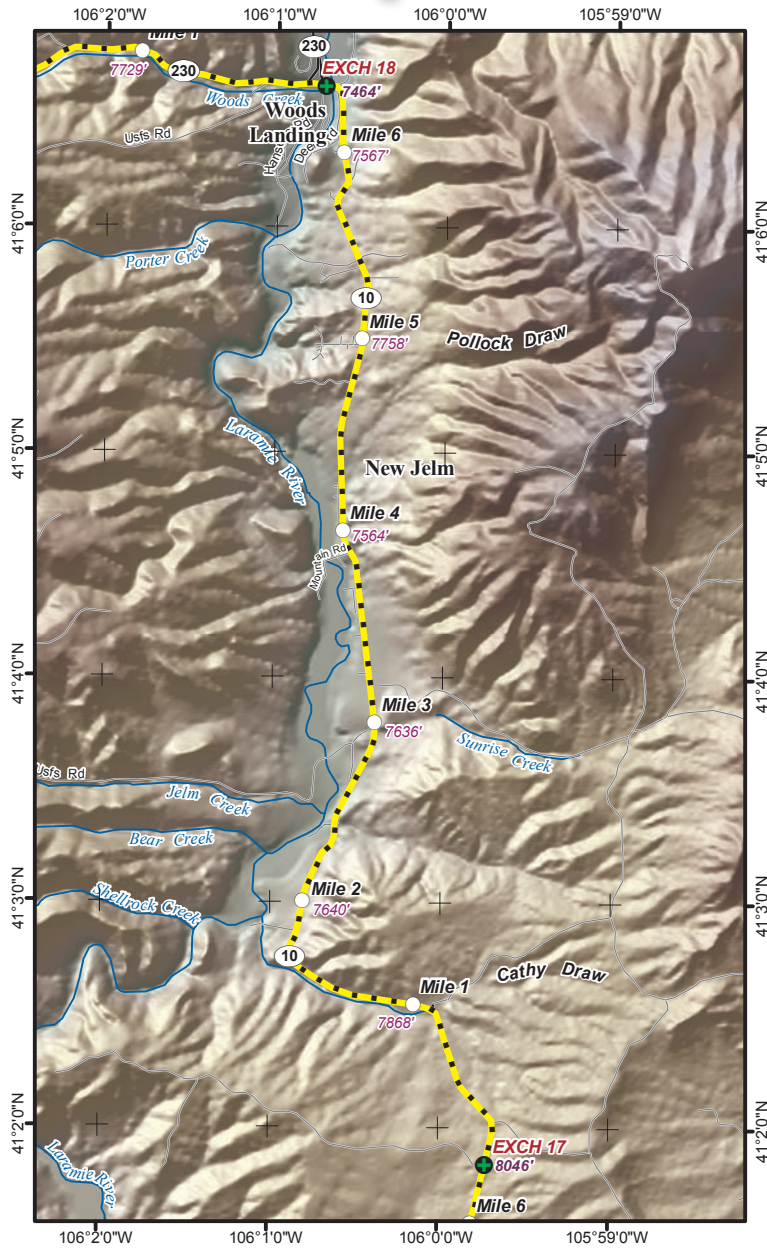 106°2'0"W
106°1'0"W
106°0'0"W
105°59'0"W
Mile 1
7729'
230
230
EXCH 18
7464'
Woods Creek
Woods
Landing
Usfs Rd
Mile 6
7567'
41°6'0"N
41°6'0"N
Porter Creek
10
Mile 5
7758'
Pollock Draw
Laramie River
41°5'0"N
41°5'0"N
New Jelm
Mile 4
7564'
Mountain Rd
41°4'0"N
41°4'0"N
Mile 3
7636'
Sunrise Creek
Usfs Rd
Jelm Creek
Bear Creek
Shellrock Creek
Mile 2
7640'
41°3'0"N
41°3'0"N
10
Cathy Draw
Mile 1
7868'
41°2'0"N
41°2'0"N
EXCH 17
8046'
Laramie River
Mile 6
106°2'0"W
106°1'0"W
106°0'0"W
105°59'0"W